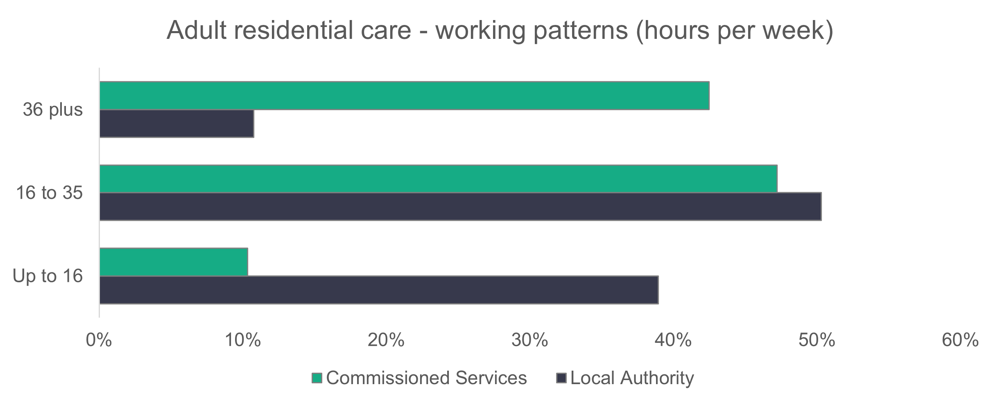 Adult residential care - working patterns (hours per week)
36 plus
16 to 35
Up to 16
0% 10% 20% 30% 40% 50% 60%
Commissioned Services Local Authority